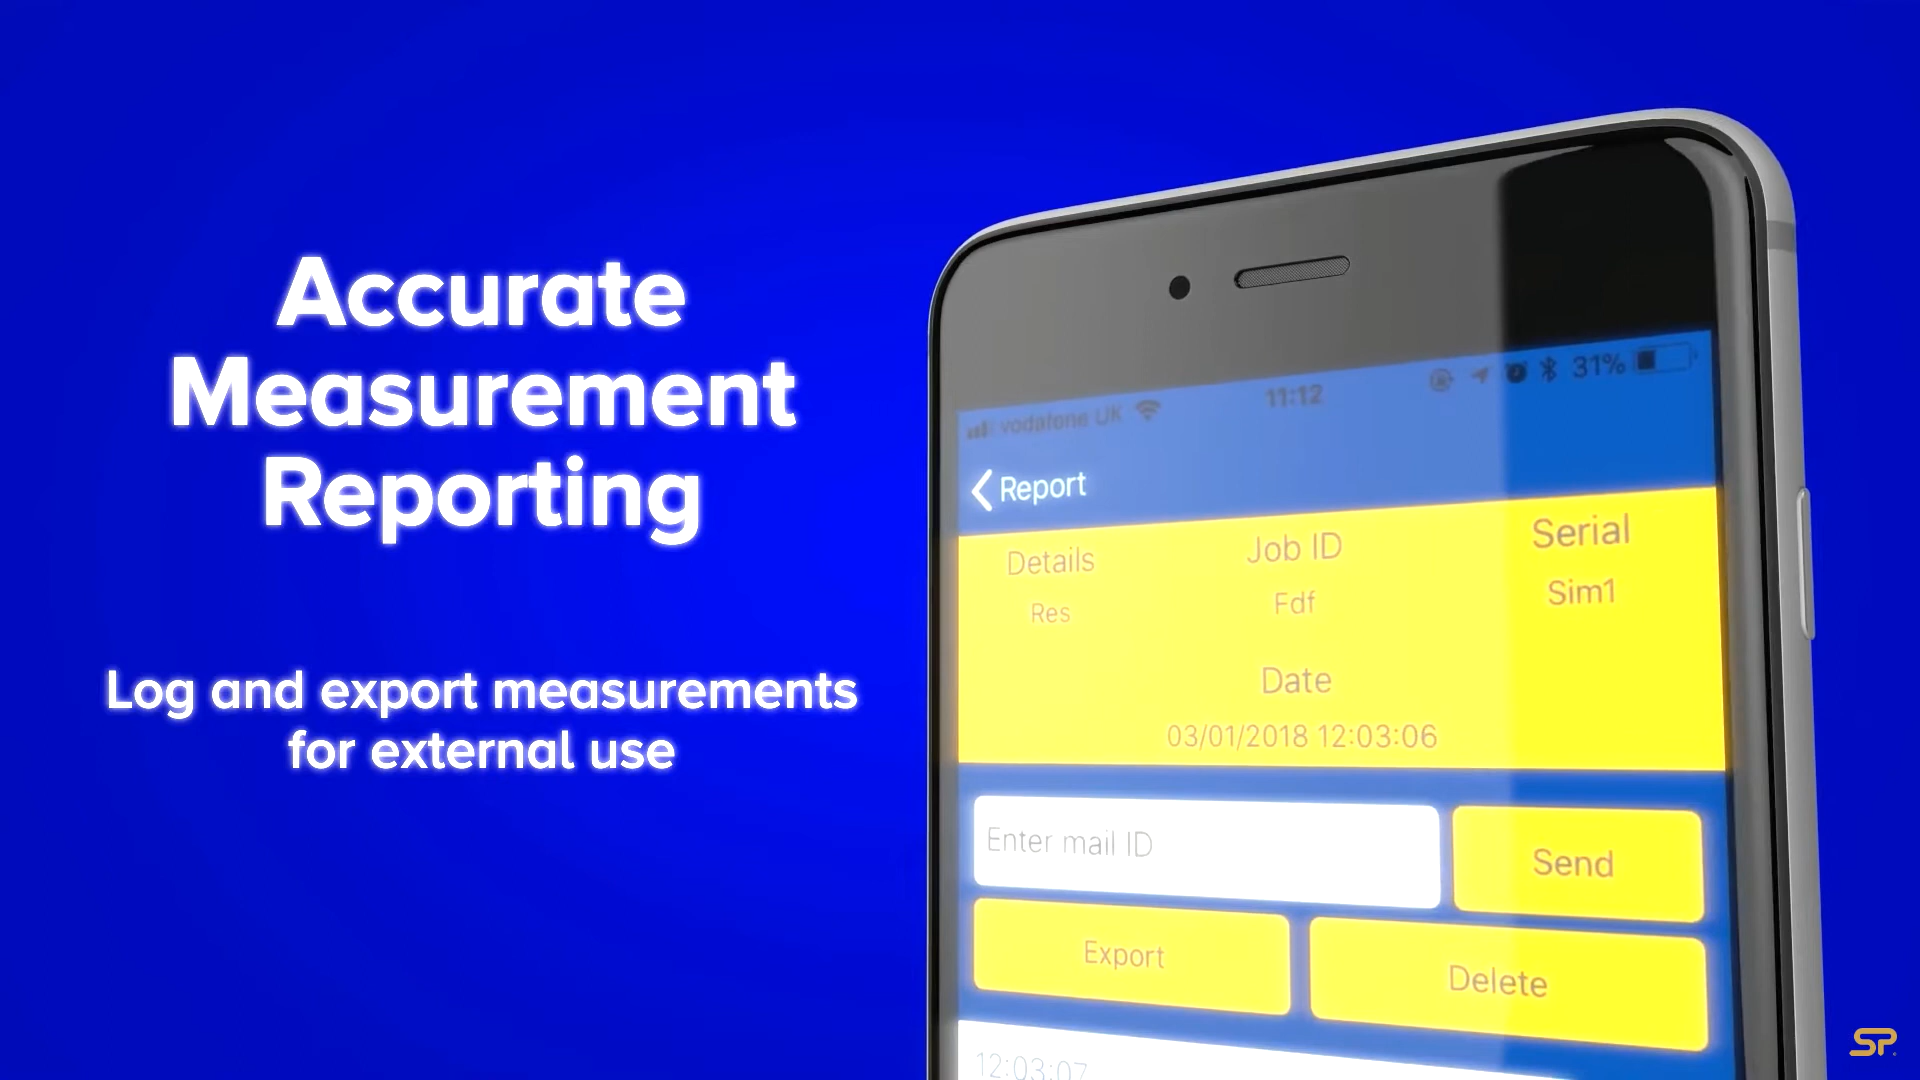 Accurate
Measurement
Reporting
Log and export measurements
for external use
vodafone UK 11:12 31%
Report
Details Job ID Serial
Res Fdf Sim1
Date
03/01/2018 12:03:06
Enter mail ID Send
Export Delete
12:03:07
SP